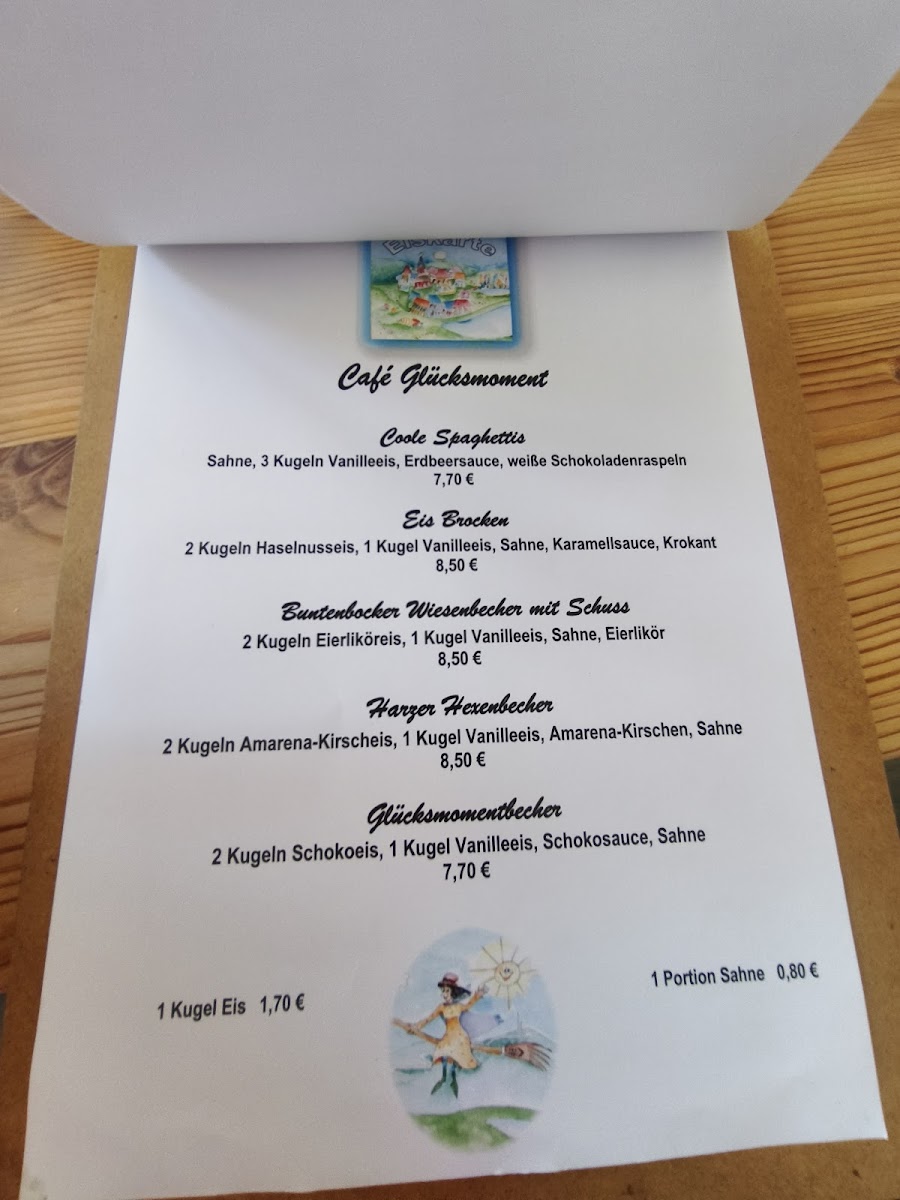 Eiskarte
Café Glücksmoment
Coole Spaghettis
Sahne, 3 Kugeln Vanilleeis, Erdbeersauce, weiße Schokoladenraspeln
7,70 €
Eis Brocken
2 Kugeln Haselnusseis, 1 Kugel Vanilleeis, Sahne, Karamellsauce, Krokant
8,50 €
Buntenbocker Wiesenbecher mit Schuss
2 Kugeln Eierliköreis, 1 Kugel Vanilleeis, Sahne, Eierlikör
8,50 €
Harzer Hexenbecher
2 Kugeln Amarena-Kirscheis, 1 Kugel Vanilleeis, Amarena-Kirschen, Sahne
8,50 €
Glücksmomentbecher
2 Kugeln Schokoeis, 1 Kugel Vanilleeis, Schokosauce, Sahne
7,70 €
1 Kugel Eis 1,70 €
1 Portion Sahne 0,80 €